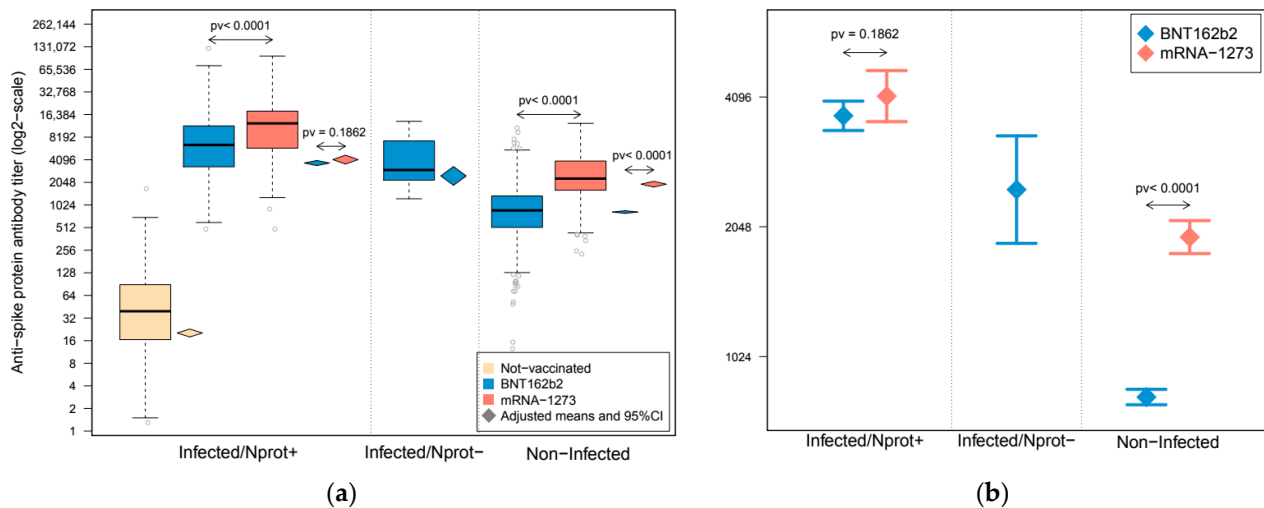 Anti−spike protein antibody titer (log2−scale)
262,144
131,072
65,536
32,768
16,384
8192
4096
2048
1024
512
256
128
64
32
16
8
4
2
1
pv< 0.0001
pv = 0.1862
pv< 0.0001
pv< 0.0001
Not−vaccinated
BNT162b2
mRNA−1273
Adjusted means and 95%CI
Infected/Nprot+
Infected/Nprot−
Non−Infected
(a)
4096
2048
1024
pv = 0.1862
pv< 0.0001
BNT162b2
mRNA−1273
Infected/Nprot+
Infected/Nprot−
Non−Infected
(b)